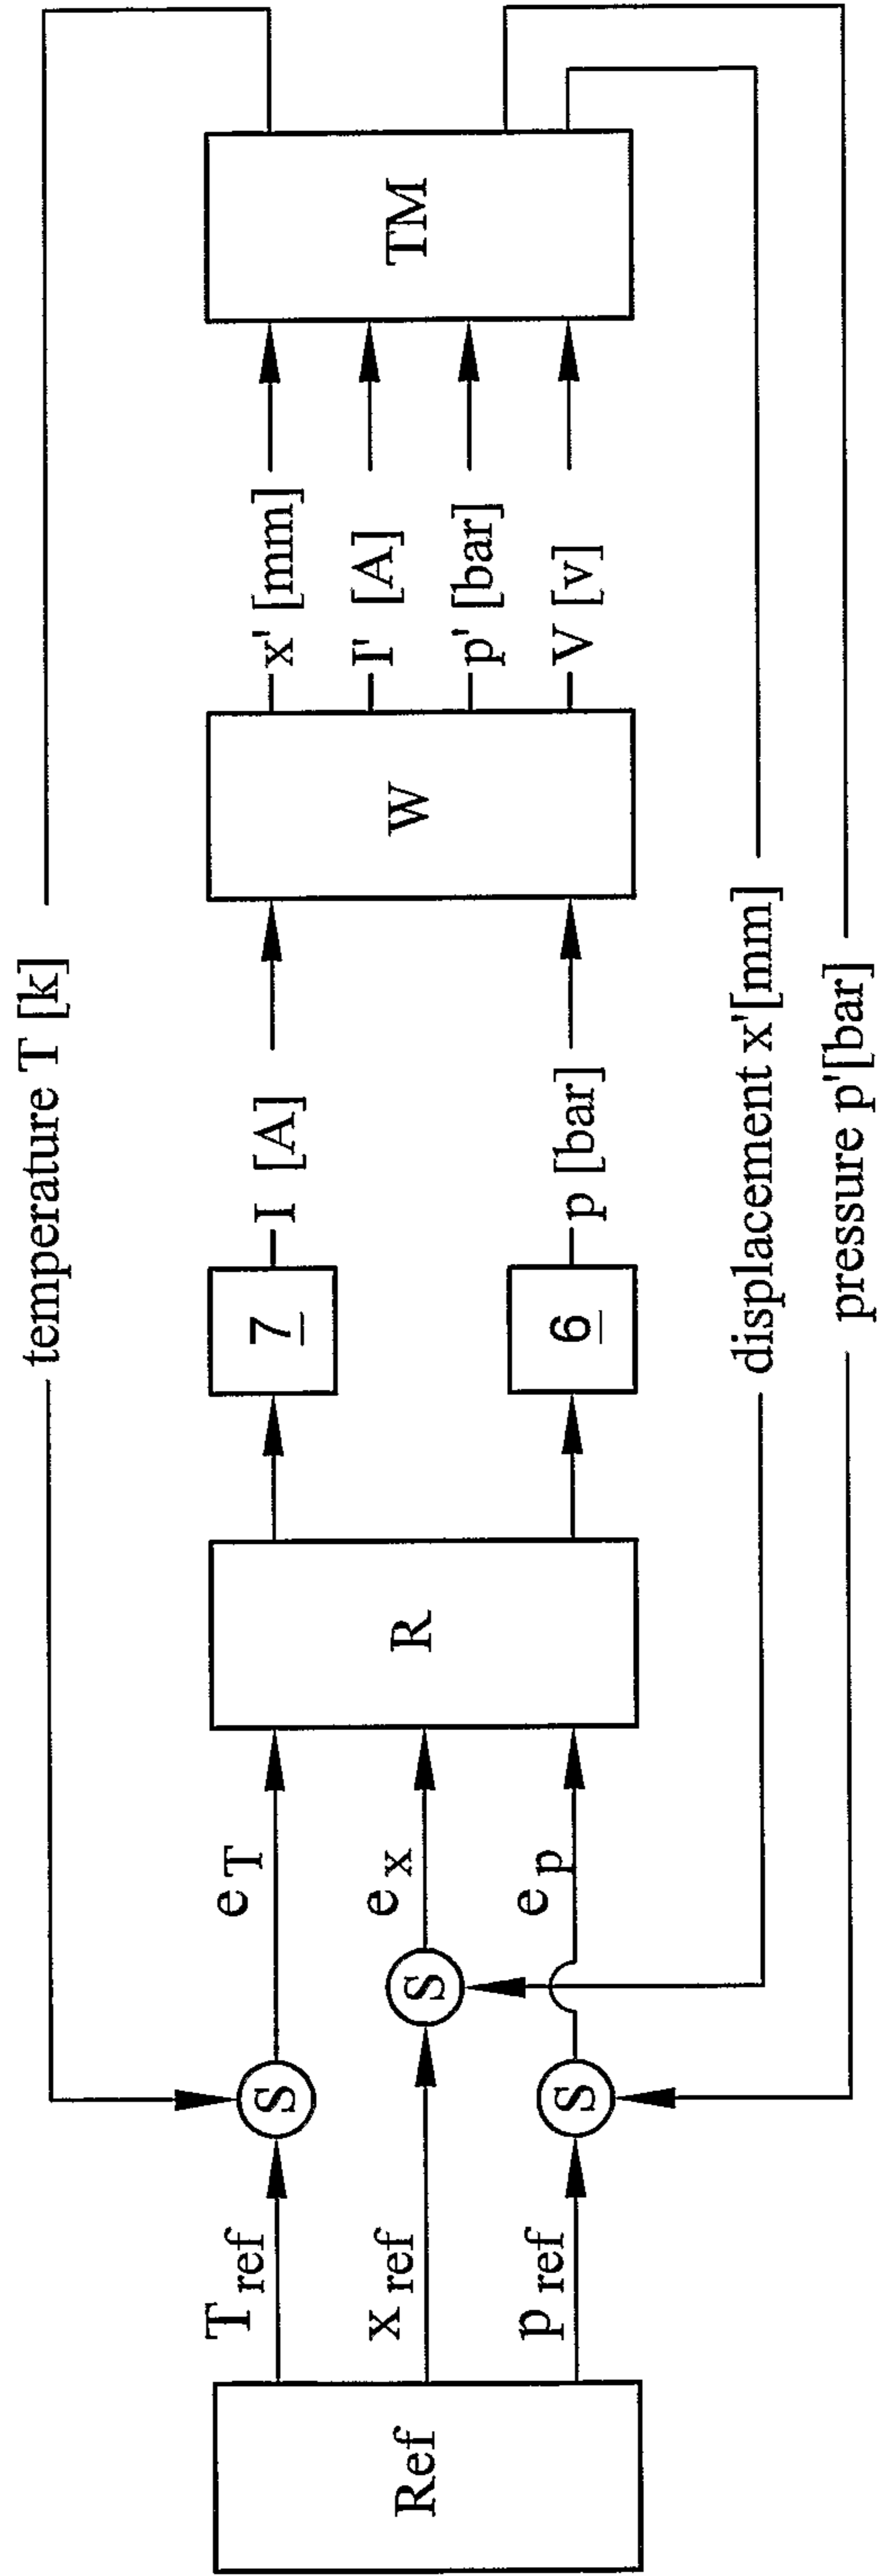 temperature T [k]
Ref
T ref
x ref
p ref
S
S
S
e T
e x
e p
R
7
6
I [A]
p [bar]
W
x' [mm]
I' [A]
p' [bar]
V [v]
TM
displacement x'[mm]
pressure p'[bar]